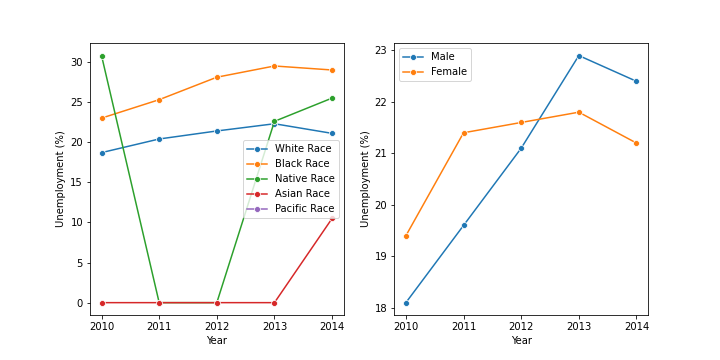 30
25
20
15
10
5
0
Unemployment (%)
2010 2011 2012 2013 2014
Year
White Race
Black Race
Native Race
Asian Race
Pacific Race
23
22
21
20
19
18
Unemployment (%)
2010 2011 2012 2013 2014
Year
Male
Female